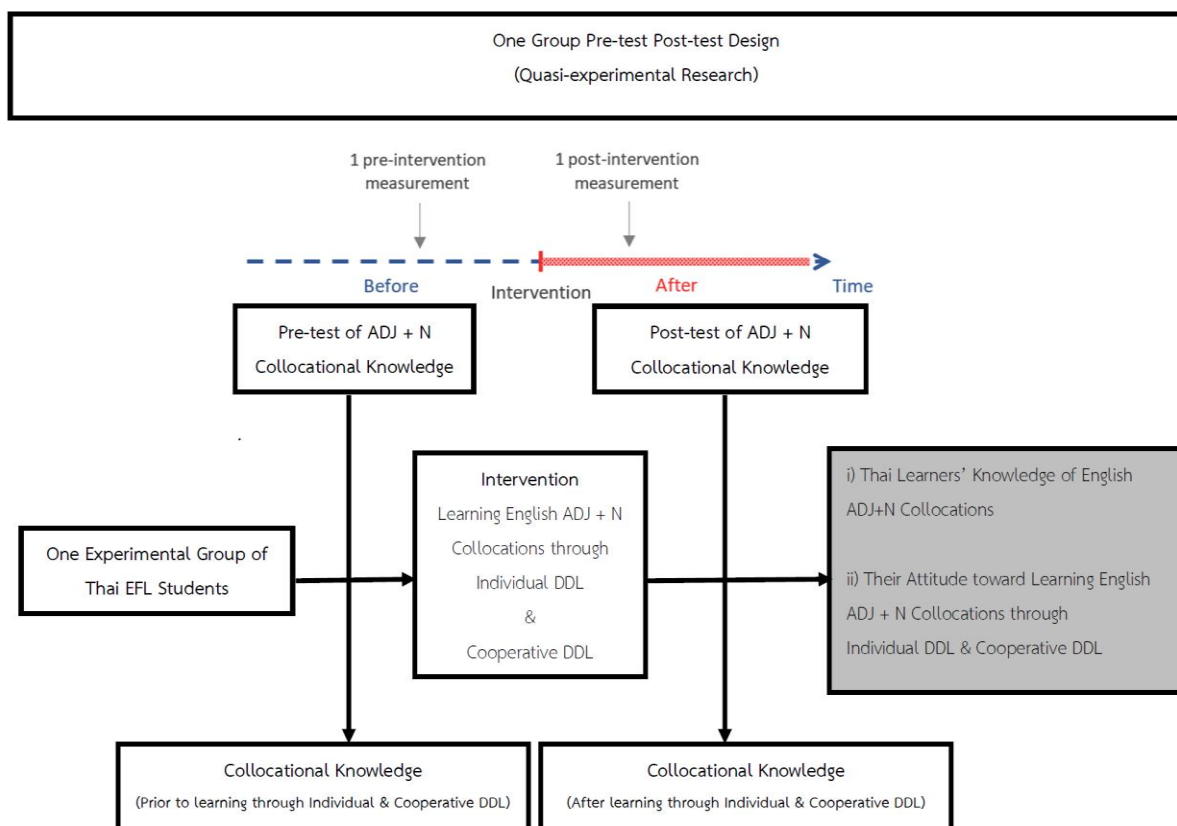 One Group Pre-test Post-test Design
(Quasi-experimental Research)
1 pre-intervention
measurement
1 post-intervention
measurement
Before
Intervention
After
Time
Pre-test of ADJ + N
Collocational Knowledge
Post-test of ADJ + N
Collocational Knowledge
One Experimental Group of
Thai EFL Students
Intervention
Learning English ADJ + N
Collocations through
Individual DDL
&
Cooperative DDL
i) Thai Learners’ Knowledge of English
ADJ+N Collocations
ii) Their Attitude toward Learning English
ADJ + N Collocations through
Individual DDL & Cooperative DDL
Collocational Knowledge
(Prior to learning through Individual & Cooperative DDL)
Collocational Knowledge
(After learning through Individual & Cooperative DDL)